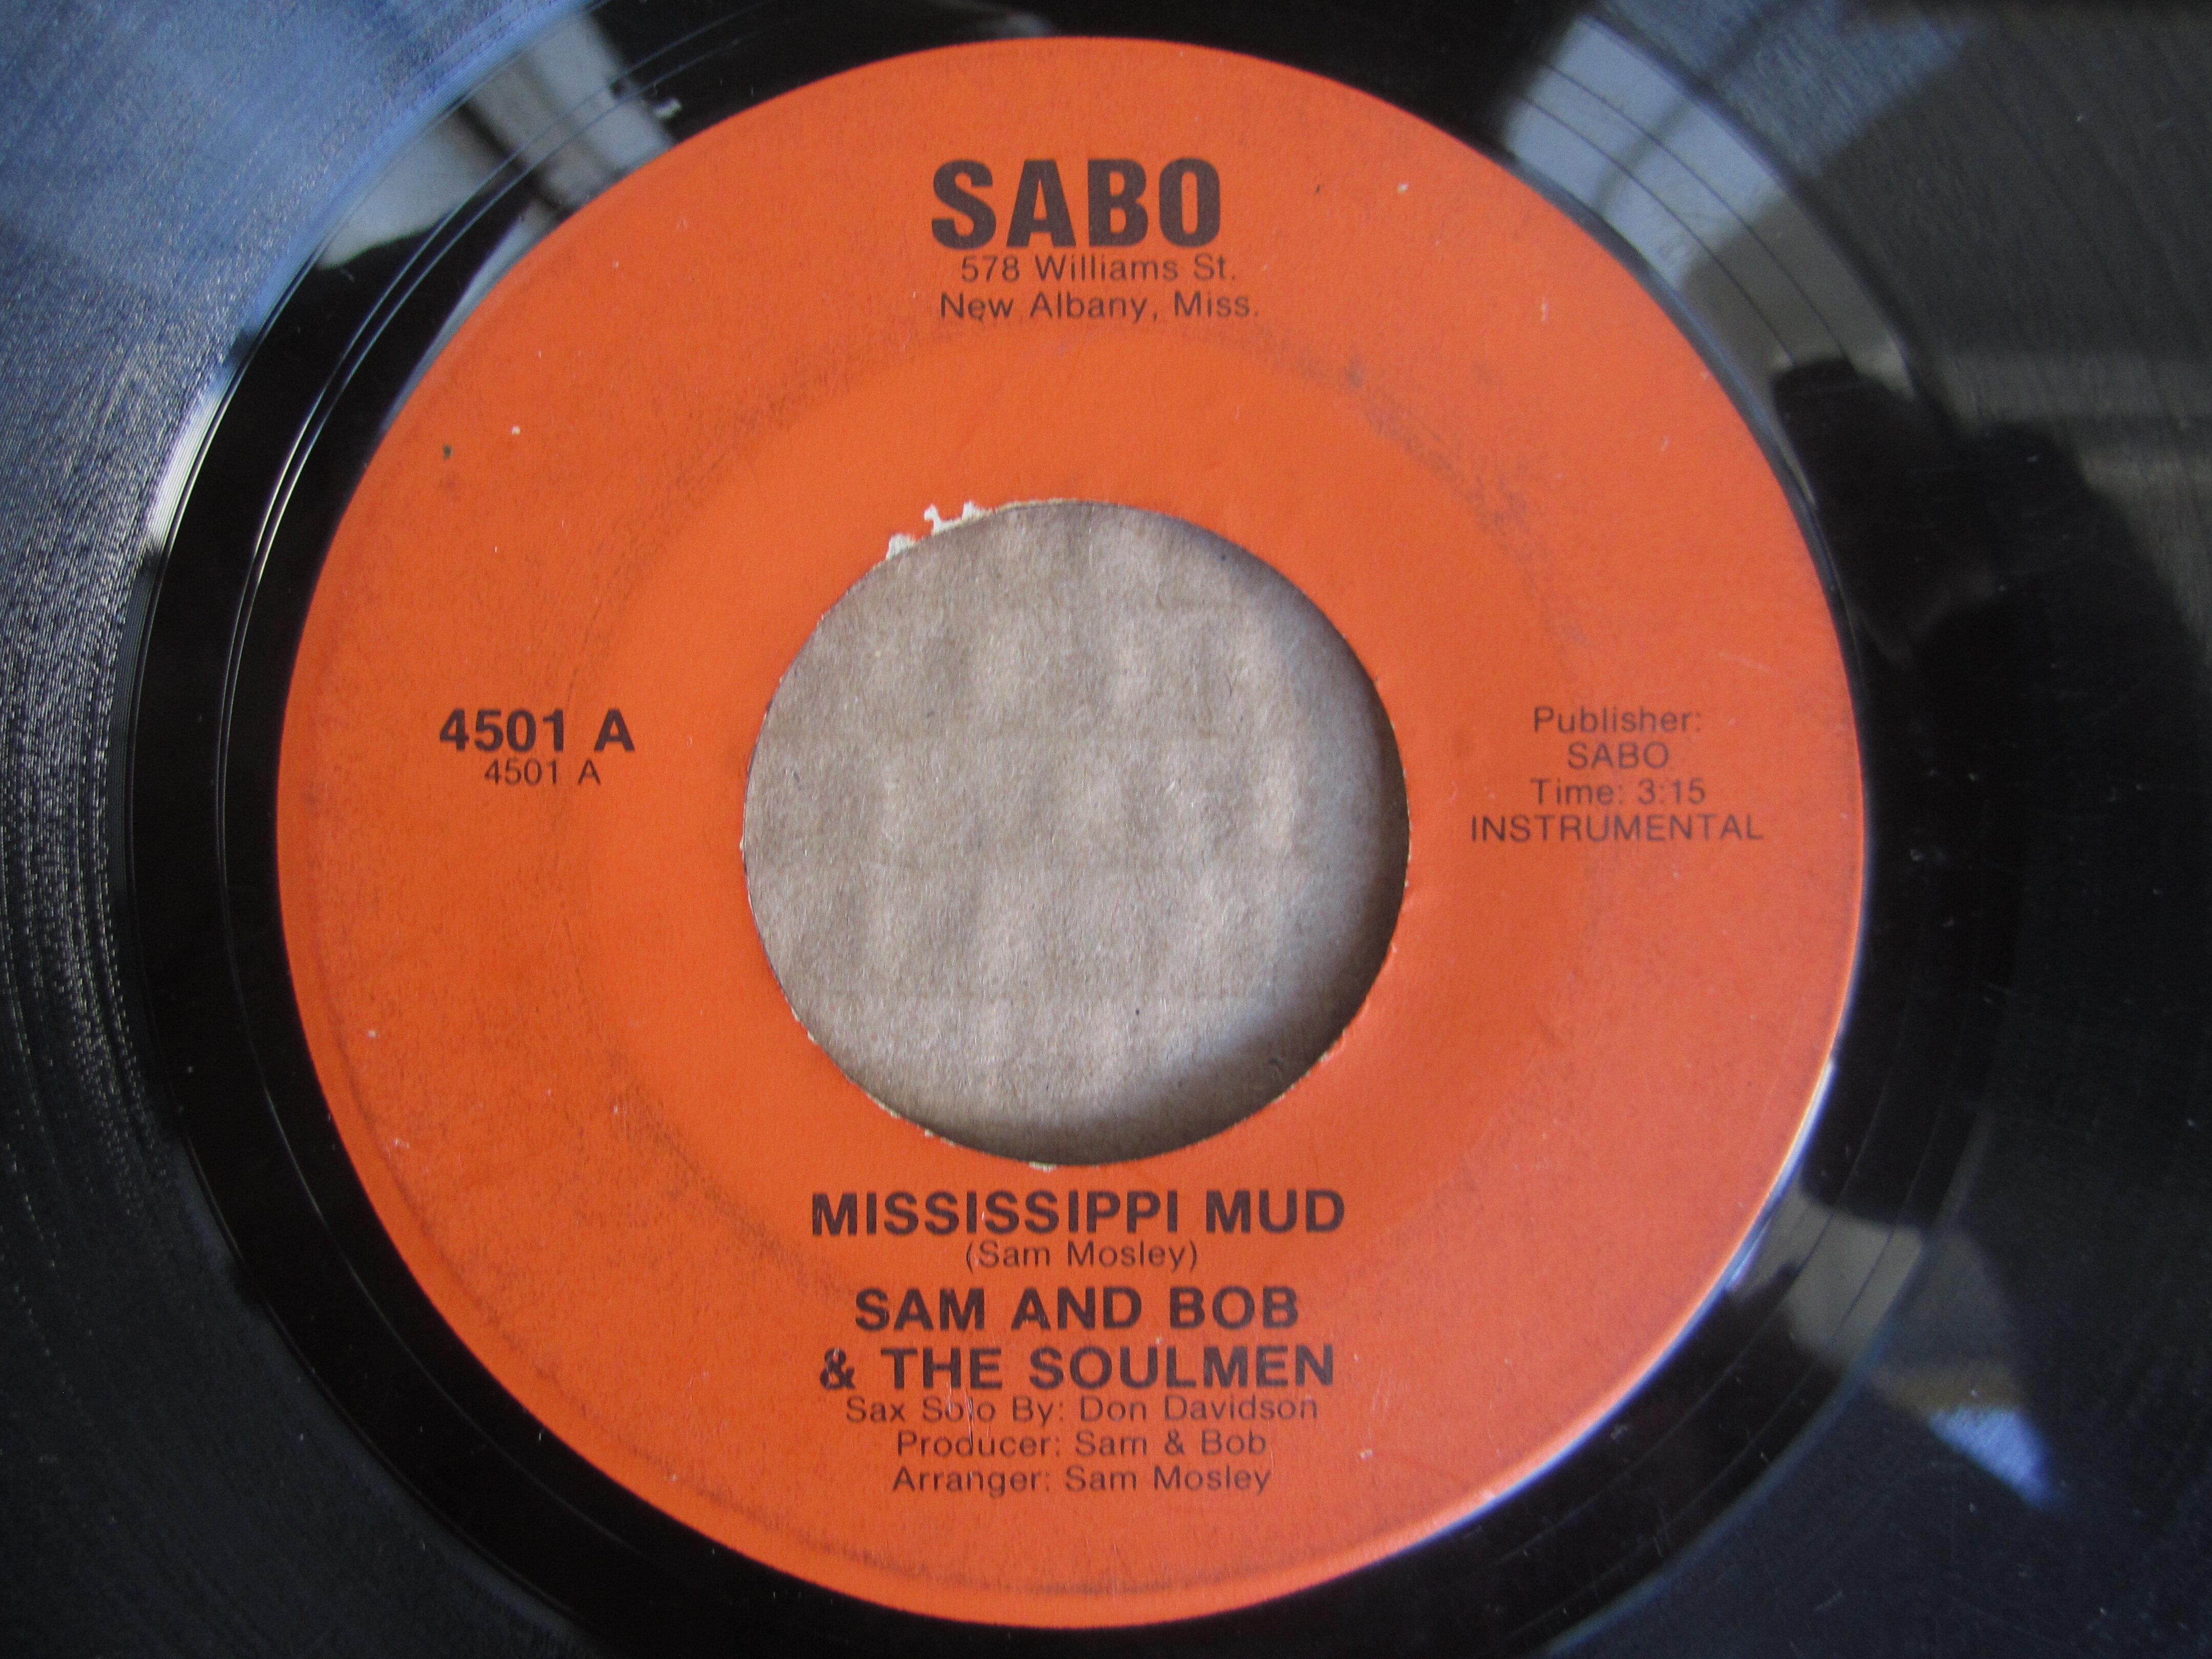 SABO
578 Williams St.
New Albany, Miss.
4501 A
4501 A
Publisher:
SABO
Time: 3:15
INSTRUMENTAL
MISSISSIPPI MUD
(Sam Mosley)
SAM AND BOB
& THE SOULMEN
Sax Solo By: Don Davidson
Producer: Sam & Bob
Arranger: Sam Mosley